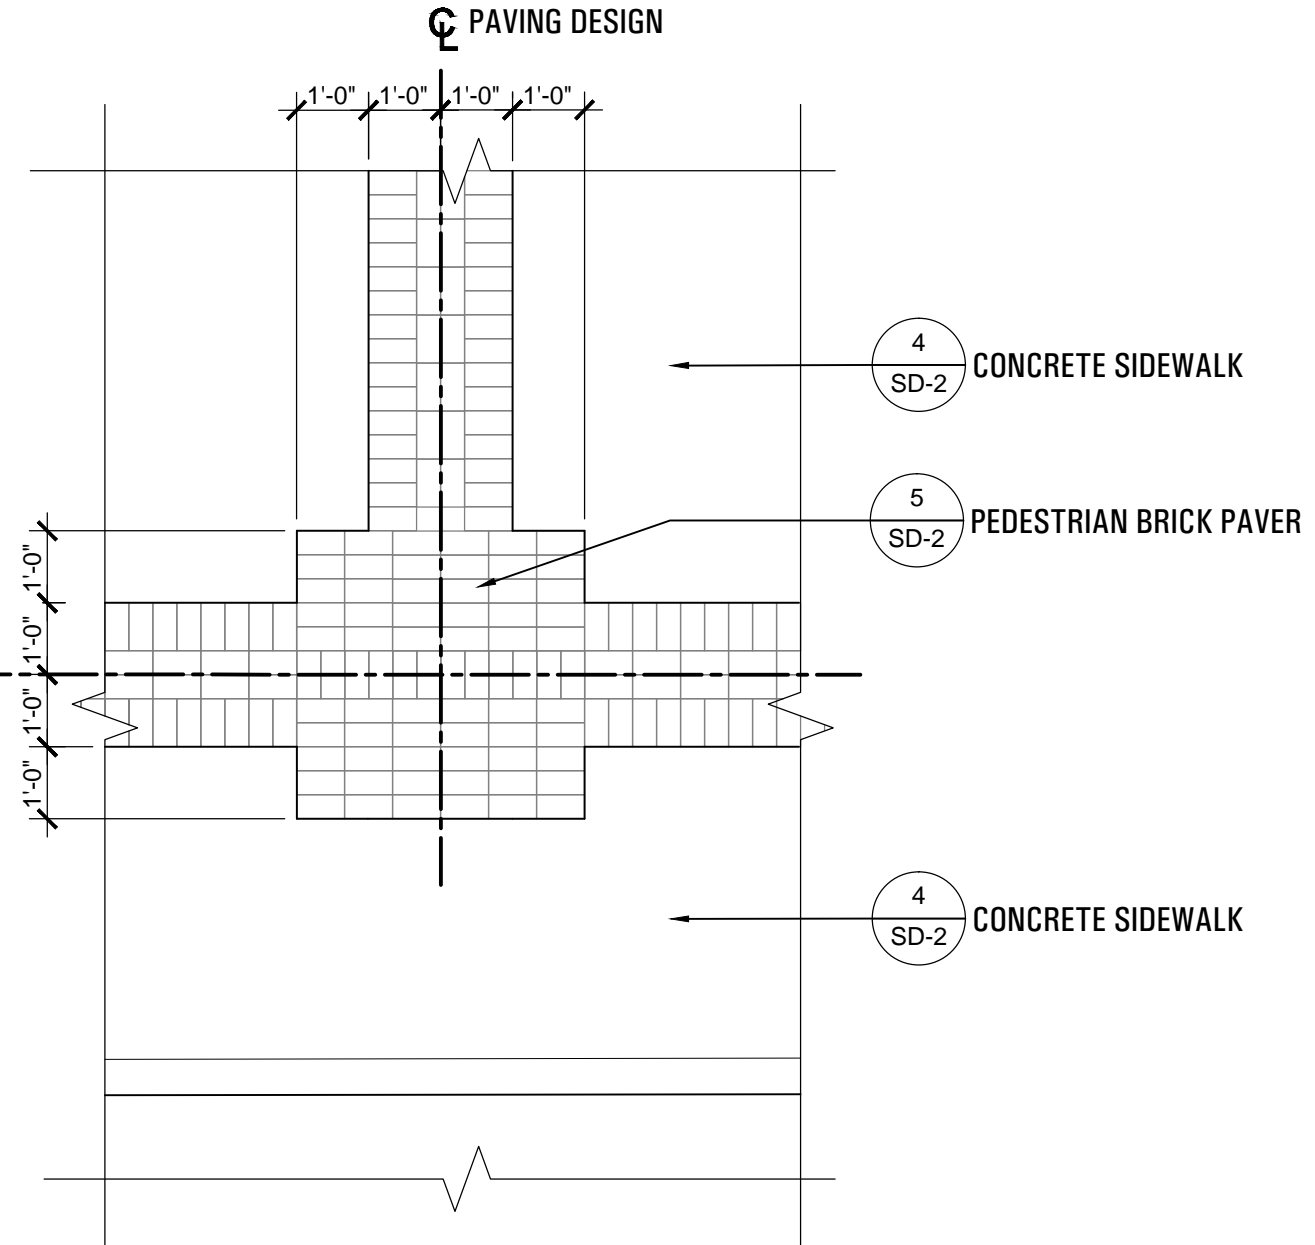 ℄ PAVING DESIGN
1'-0" 1'-0" 1'-0" 1'-0"
4
SD-2
CONCRETE SIDEWALK
5
SD-2
PEDESTRIAN BRICK PAVER
1'-0"
1'-0"
1'-0"
1'-0"
4
SD-2
CONCRETE SIDEWALK